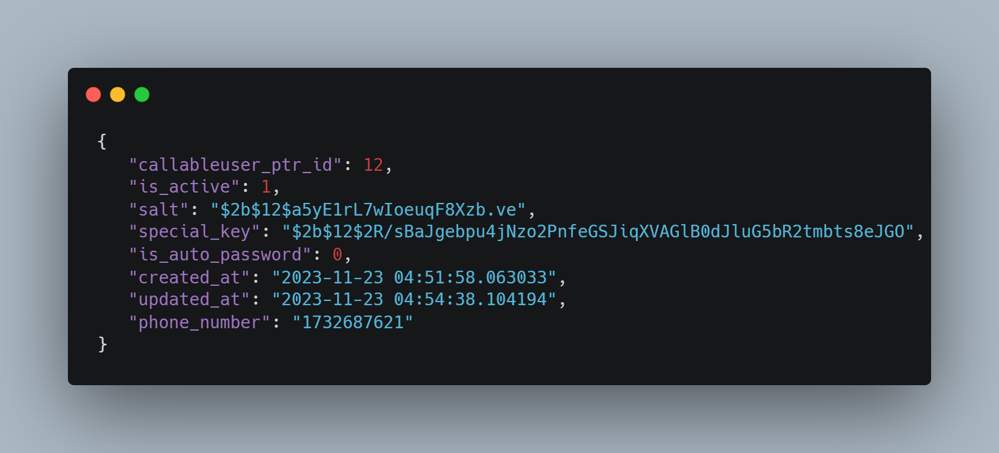 {
"callableuser_ptr_id": 12,
"is_active": 1,
"salt": "$2b$12$a5yE1rL7wIoeuqF8Xzb.ve",
"special_key": "$2b$12$2R/sBaJgebpu4jNzo2PnfeGSJiqXVAGlB0dJluG5bR2tmbts8eJGO",
"is_auto_password": 0,
"created_at": "2023-11-23 04:51:58.063033",
"updated_at": "2023-11-23 04:54:38.104194",
"phone_number": "1732687621"
}